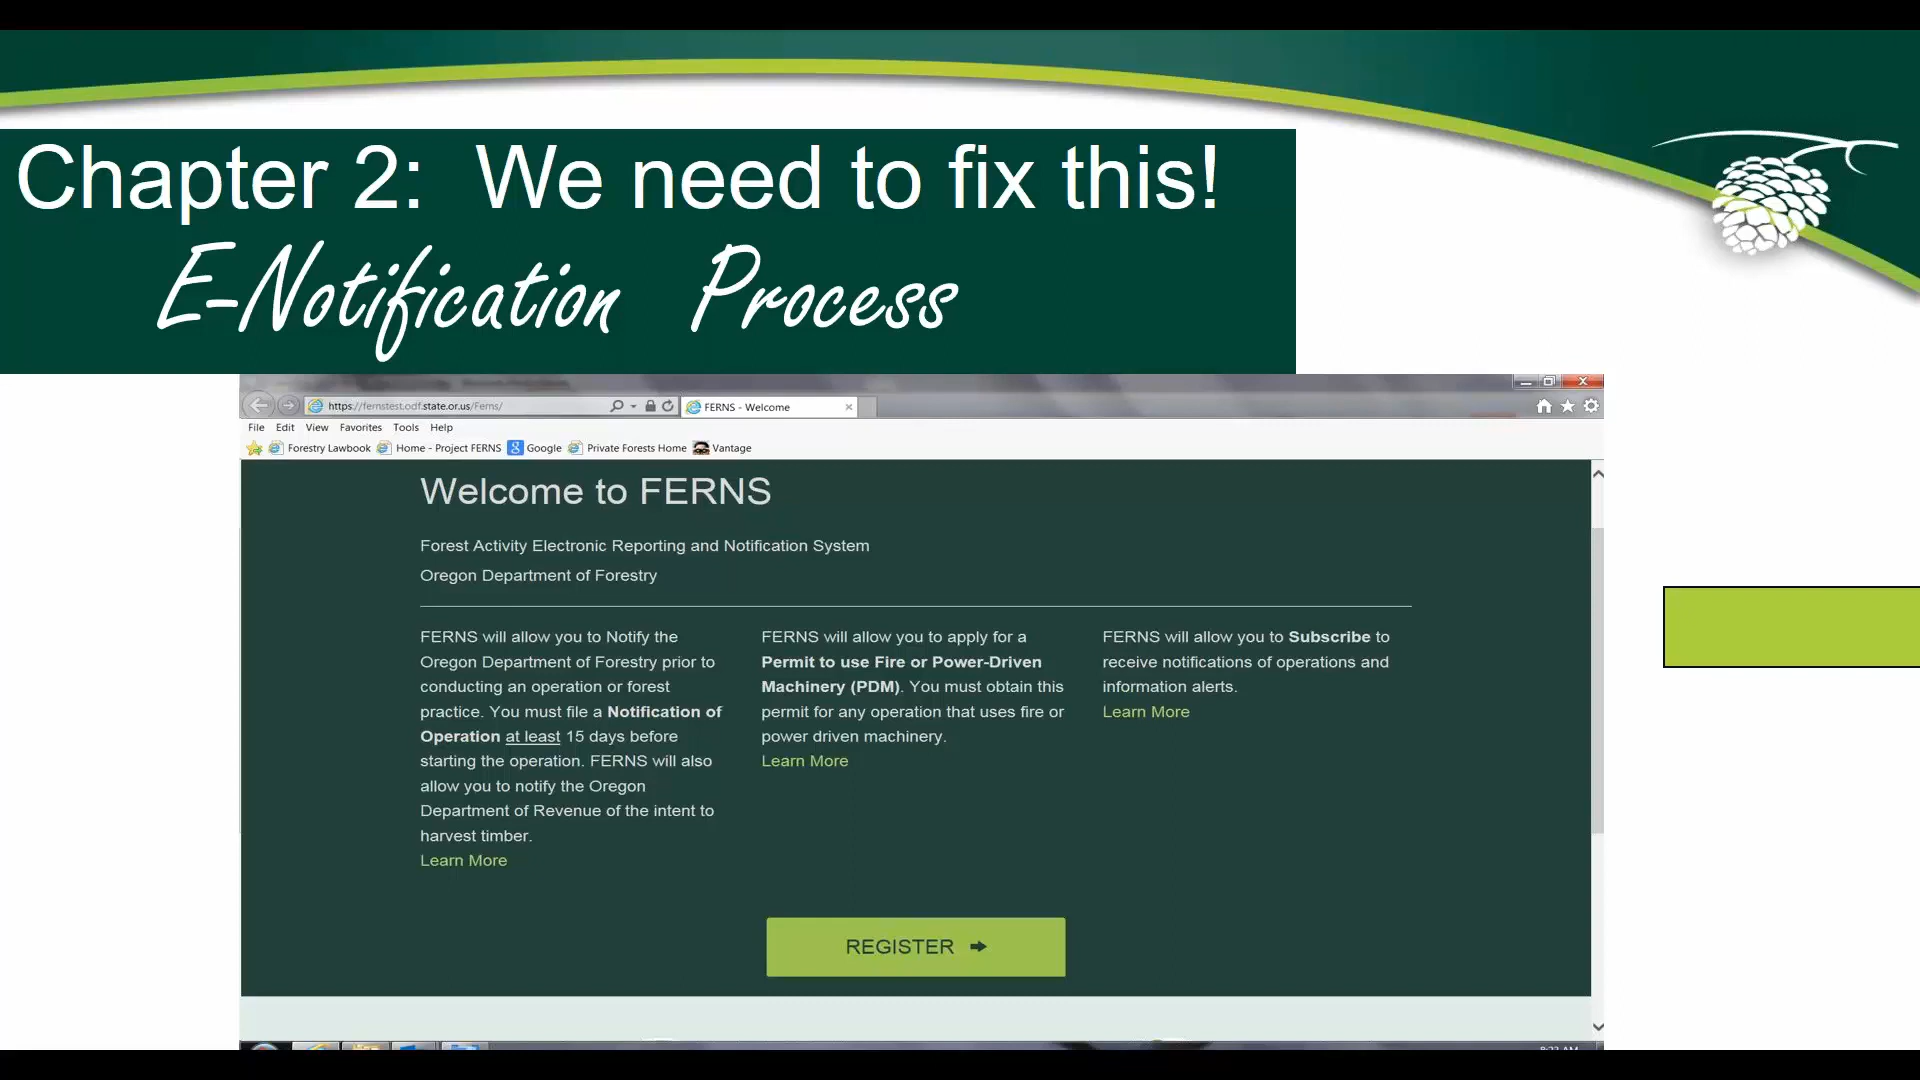 Chapter 2: We need to fix this!
E-Notification Process
https://fernstest.odf.state.or.us/Ferns/
FERNS - Welcome
File Edit View Favorites Tools Help
Forestry Lawbook Home - Project FERNS Google Private Forests Home Vantage
Welcome to FERNS
Forest Activity Electronic Reporting and Notification System
Oregon Department of Forestry
FERNS will allow you to Notify the
Oregon Department of Forestry prior to
conducting an operation or forest
practice. You must file a Notification of
Operation at least 15 days before
starting the operation. FERNS will also
allow you to notify the Oregon
Department of Revenue of the intent to
harvest timber.
Learn More
FERNS will allow you to apply for a
Permit to use Fire or Power-Driven
Machinery (PDM). You must obtain this
permit for any operation that uses fire or
power driven machinery.
Learn More
FERNS will allow you to Subscribe to
receive notifications of operations and
information alerts.
Learn More
REGISTER